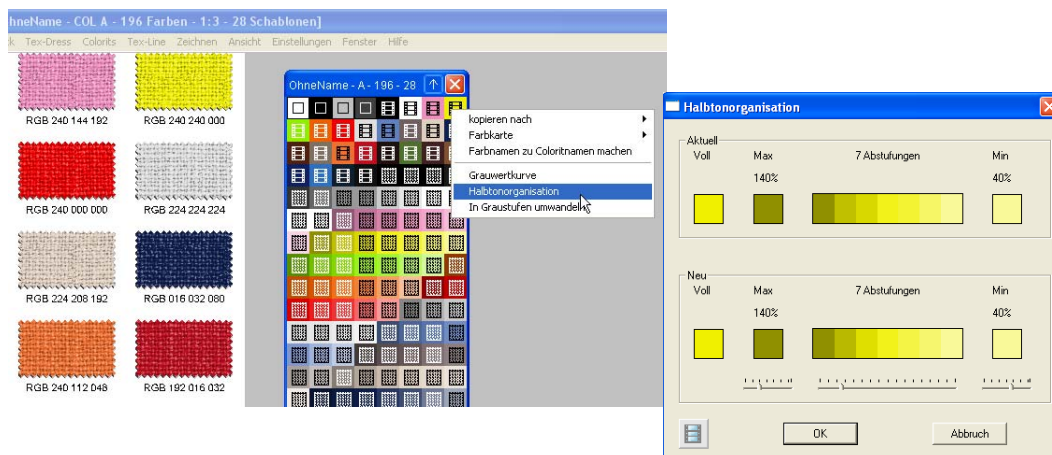 hneName - COL A - 196 Farben - 1:3 - 28 Schablonen]
k Tex-Dress Colorits Tex-Line Zeichnen Ansicht Einstellungen Fenster Hilfe
RGB 240 144 192
RGB 240 240 000
RGB 240 000 000
RGB 224 224 224
RGB 224 208 192
RGB 016 032 080
RGB 240 112 048
RGB 192 016 032
OhneName - A - 196 - 28
kopieren nach
Farbkarte
Farbnamen zu Coloritnamen machen
Grauwertkurve
Halbtonorganisation
In Graustufen umwandeln
Halbtonorganisation
Aktuell
Voll Max 7 Abstufungen Min
140% 40%
Neu
Voll Max 7 Abstufungen Min
140% 40%
OK Abbruch